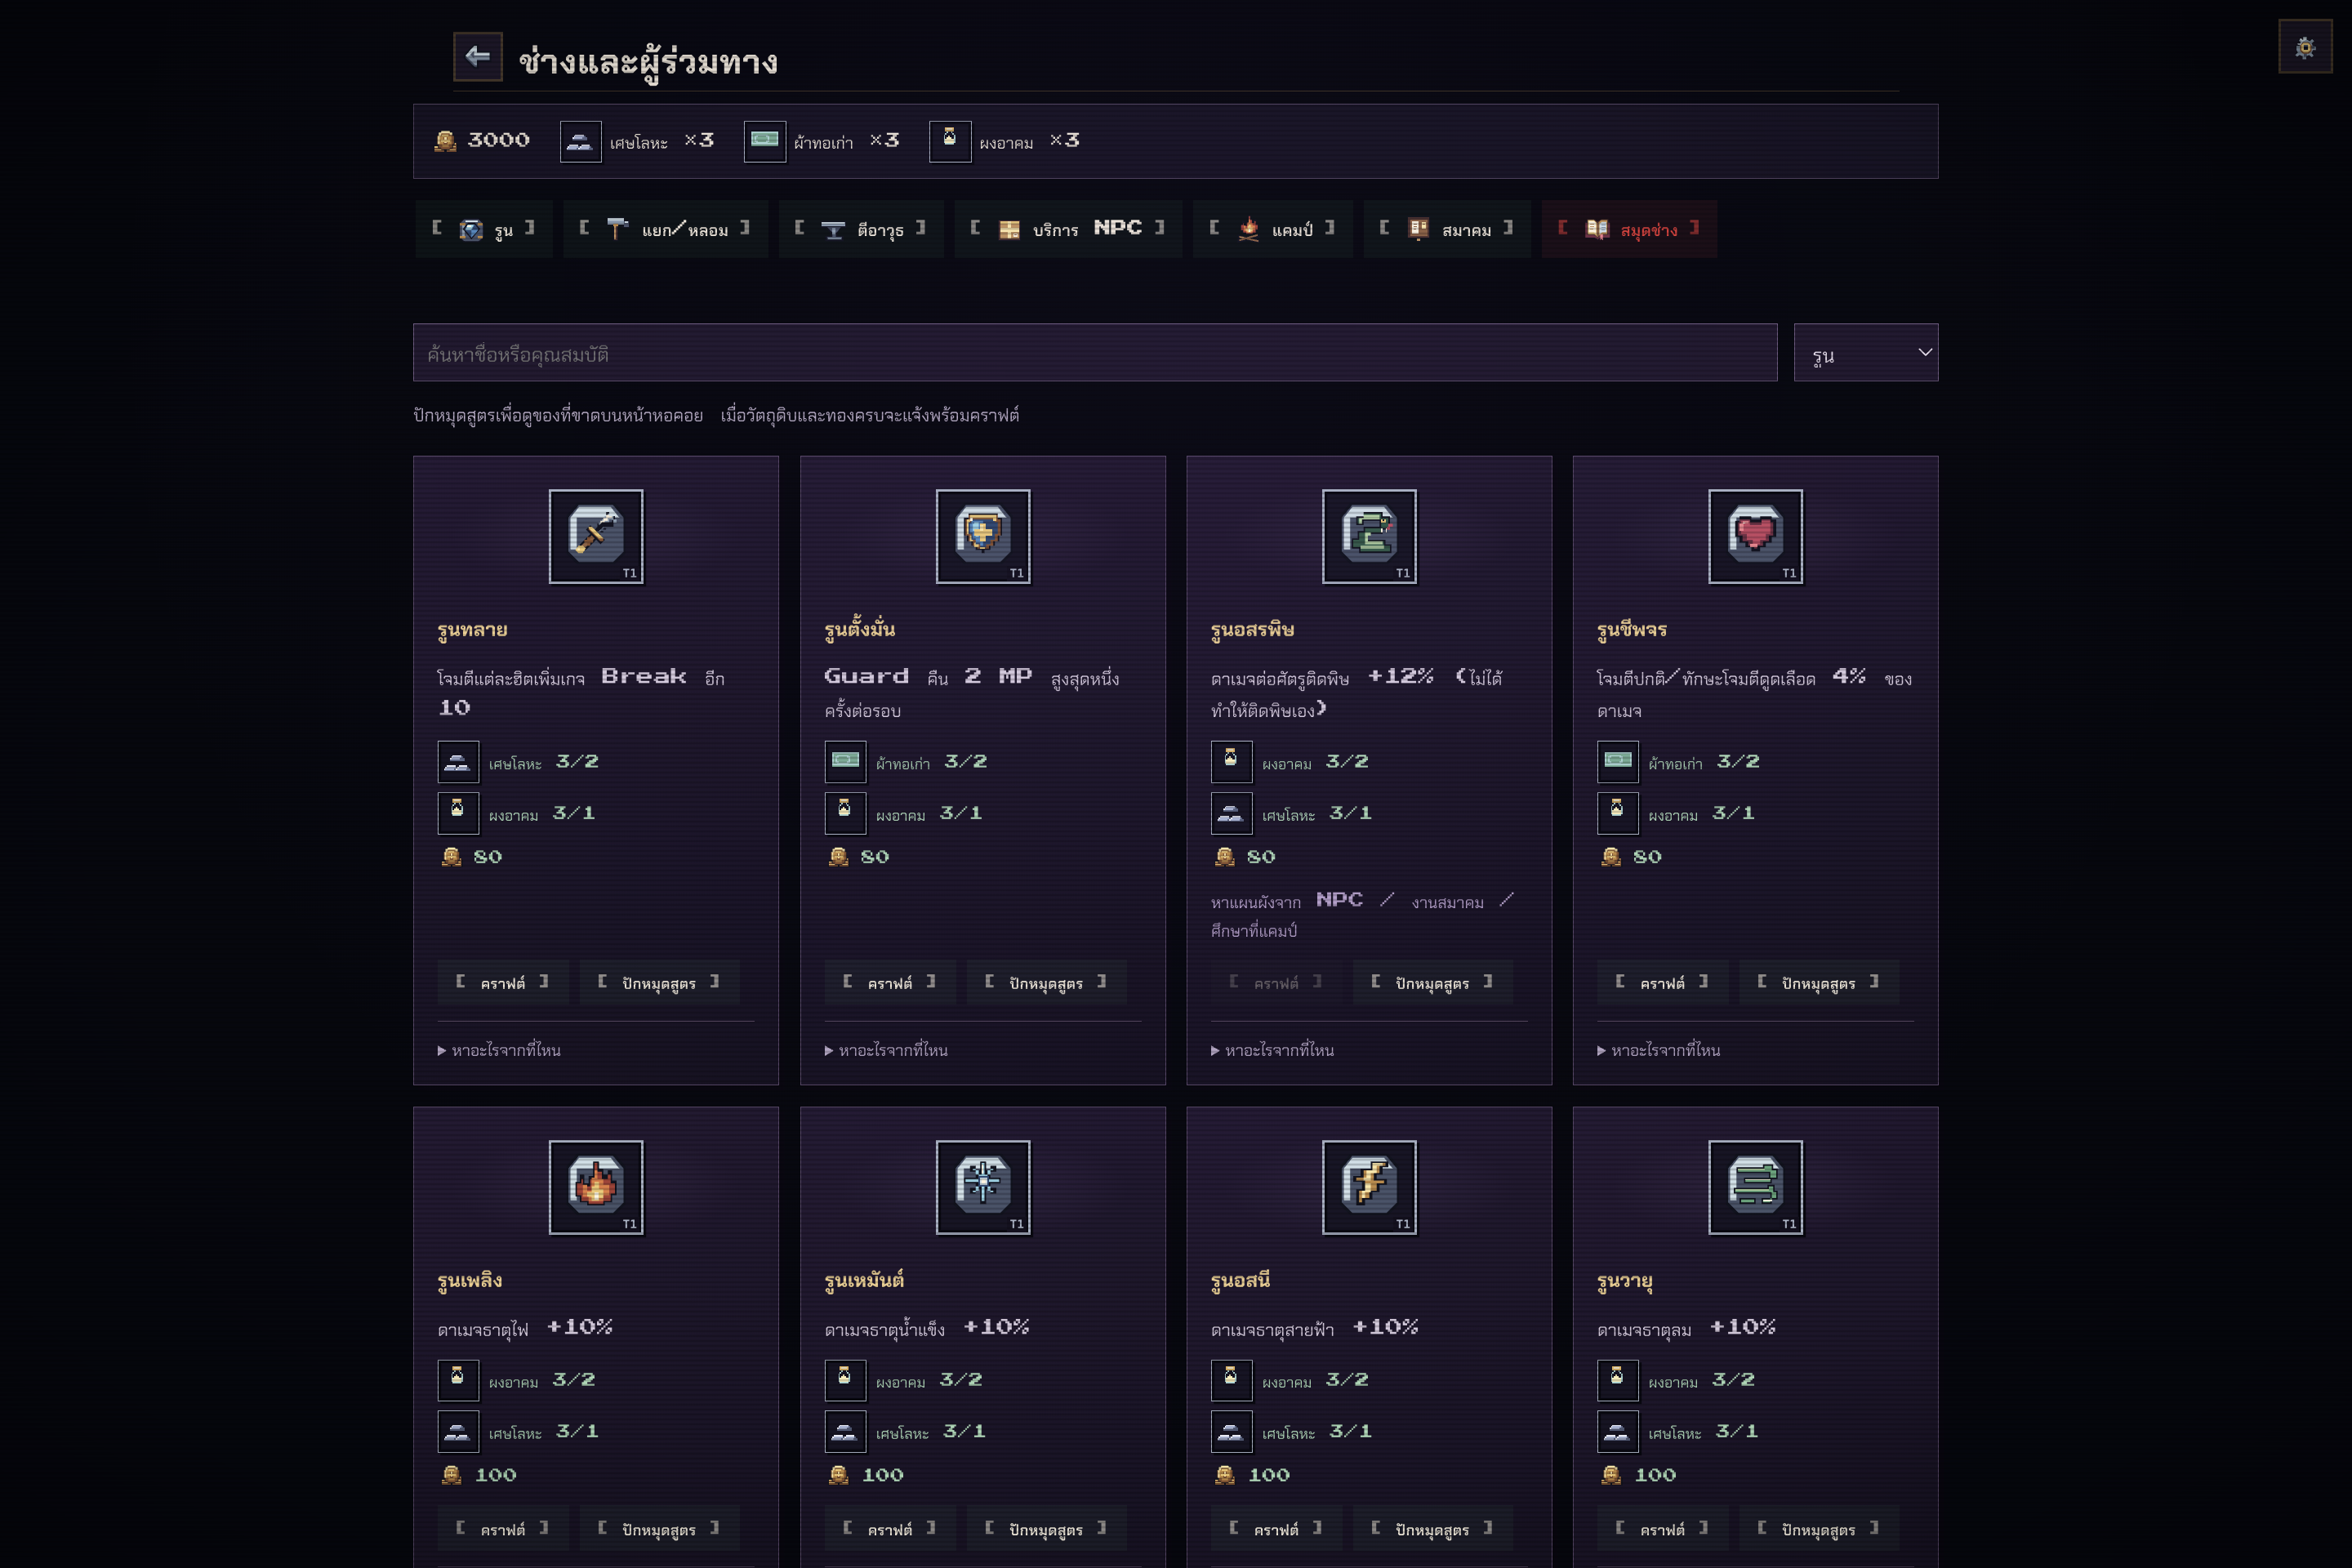 ช่างและผู้ร่วมทาง
3000 เศษโลหะ ×3 ผ้าทอเก่า ×3 ผงอาคม ×3
[ รูน ] [ แยก/หลอม ] [ ตีอาวุธ ] [ บริการ NPC ] [ แคมป์ ] [ สมาคม ] [ สมุดช่าง ]
ค้นหาชื่อหรือคุณสมบัติ
รูน
ปักหมุดสูตรเพื่อดูของที่ขาดบนหน้าหอคอย เมื่อวัตถุดิบและทองครบจะแจ้งพร้อมคราฟต์
T1
รูนทลาย
โจมตีแต่ละฮิตเพิ่มเกจ Break อีก
10
เศษโลหะ 3/2
ผงอาคม 3/1
80
[ คราฟต์ ] [ ปักหมุดสูตร ]
▶ หาอะไรจากที่ไหน
T1
รูนตั้งมั่น
Guard คืน 2 MP สูงสุดหนึ่ง
ครั้งต่อรอบ
ผ้าทอเก่า 3/2
ผงอาคม 3/1
80
[ คราฟต์ ] [ ปักหมุดสูตร ]
▶ หาอะไรจากที่ไหน
T1
รูนอสรพิษ
ดาเมจต่อศัตรูติดพิษ +12% (ไม่ได้
ทำให้ติดพิษเอง)
ผงอาคม 3/2
เศษโลหะ 3/1
80
หาแผนผังจาก NPC / งานสมาคม /
ศึกษาที่แคมป์
[ คราฟต์ ] [ ปักหมุดสูตร ]
▶ หาอะไรจากที่ไหน
T1
รูนชีพจร
โจมตีปกติ/ทักษะโจมตีดูดเลือด 4% ของ
ดาเมจ
ผ้าทอเก่า 3/2
ผงอาคม 3/1
80
[ คราฟต์ ] [ ปักหมุดสูตร ]
▶ หาอะไรจากที่ไหน
T1
รูนเพลิง
ดาเมจธาตุไฟ +10%
ผงอาคม 3/2
เศษโลหะ 3/1
100
[ คราฟต์ ] [ ปักหมุดสูตร ]
T1
รูนเหมันต์
ดาเมจธาตุน้ำแข็ง +10%
ผงอาคม 3/2
เศษโลหะ 3/1
100
[ คราฟต์ ] [ ปักหมุดสูตร ]
T1
รูนอสนี
ดาเมจธาตุสายฟ้า +10%
ผงอาคม 3/2
เศษโลหะ 3/1
100
[ คราฟต์ ] [ ปักหมุดสูตร ]
T1
รูนวายุ
ดาเมจธาตุลม +10%
ผงอาคม 3/2
เศษโลหะ 3/1
100
[ คราฟต์ ] [ ปักหมุดสูตร ]